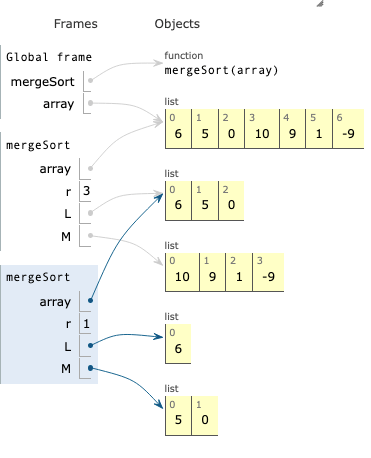 Frames Objects
Global frame
mergeSort
array
function
mergeSort(array)
list
0 1 2 3 4 5 6
6 5 0 10 9 1 -9
mergeSort
array
r 3
L
M
list
0 1 2
6 5 0
list
0 1 2 3
10 9 1 -9
mergeSort
array
r 1
L
M
list
0
6
list
0 1
5 0